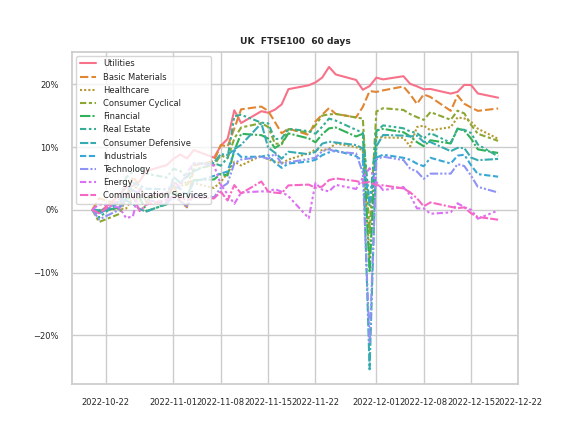 UK  FTSE100  60 days
Utilities
Basic Materials
Healthcare
Consumer Cyclical
Financial
Real Estate
Consumer Defensive
Industrials
Technology
Energy
Communication Services
20%
10%
0%
−10%
−20%
2022-10-22
2022-11-01
2022-11-08
2022-11-15
2022-11-22
2022-12-01
2022-12-08
2022-12-15
2022-12-22